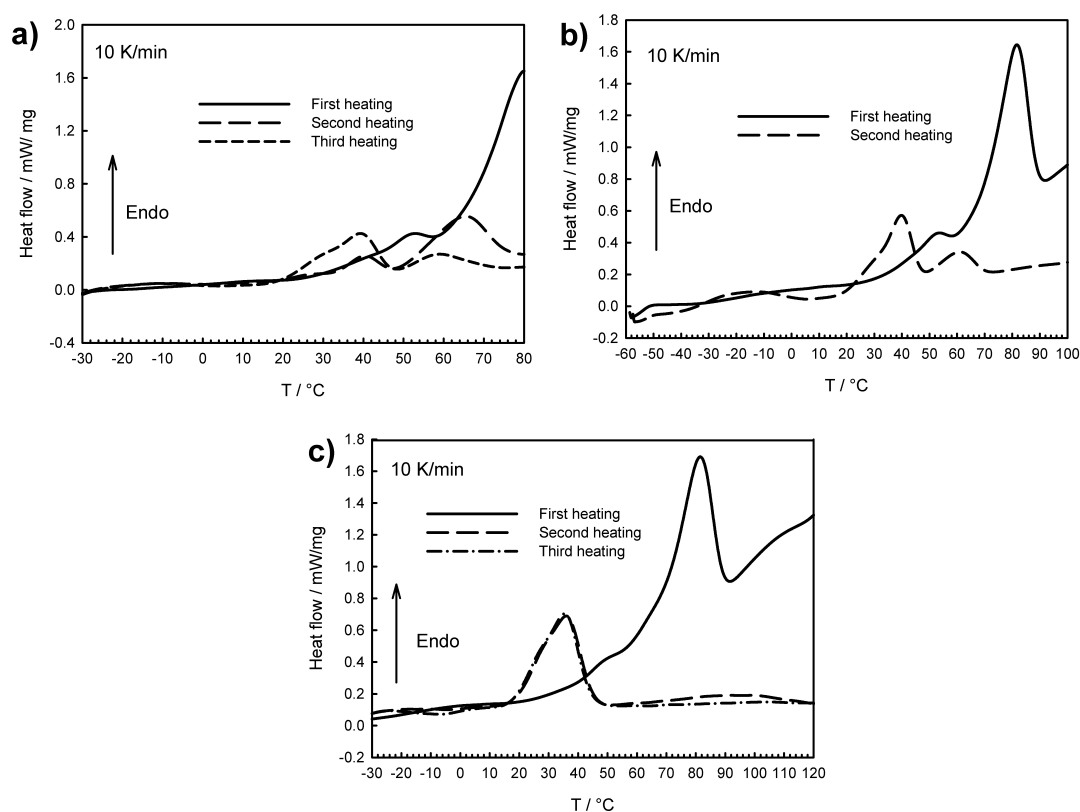 a)
10 K/min
First heating
Second heating
Third heating
Endo
Heat flow / mW/ mg
2.0
1.6
1.2
0.8
0.4
0.0
-0.4
-30 -20 -10 0 10 20 30 40 50 60 70 80
T / °C
b)
10 K/min
First heating
Second heating
Endo
Heat flow / mW/mg
1.8
1.6
1.4
1.2
1.0
0.8
0.6
0.4
0.2
0.0
-0.2
-60 -50 -40 -30 -20 -10 0 10 20 30 40 50 60 70 80 90 100
T / °C
c)
10 K/min
First heating
Second heating
Third heating
Endo
Heat flow / mW/mg
1.8
1.6
1.4
1.2
1.0
0.8
0.6
0.4
0.2
0.0
-0.2
-30 -20 -10 0 10 20 30 40 50 60 70 80 90 100 110 120
T / °C